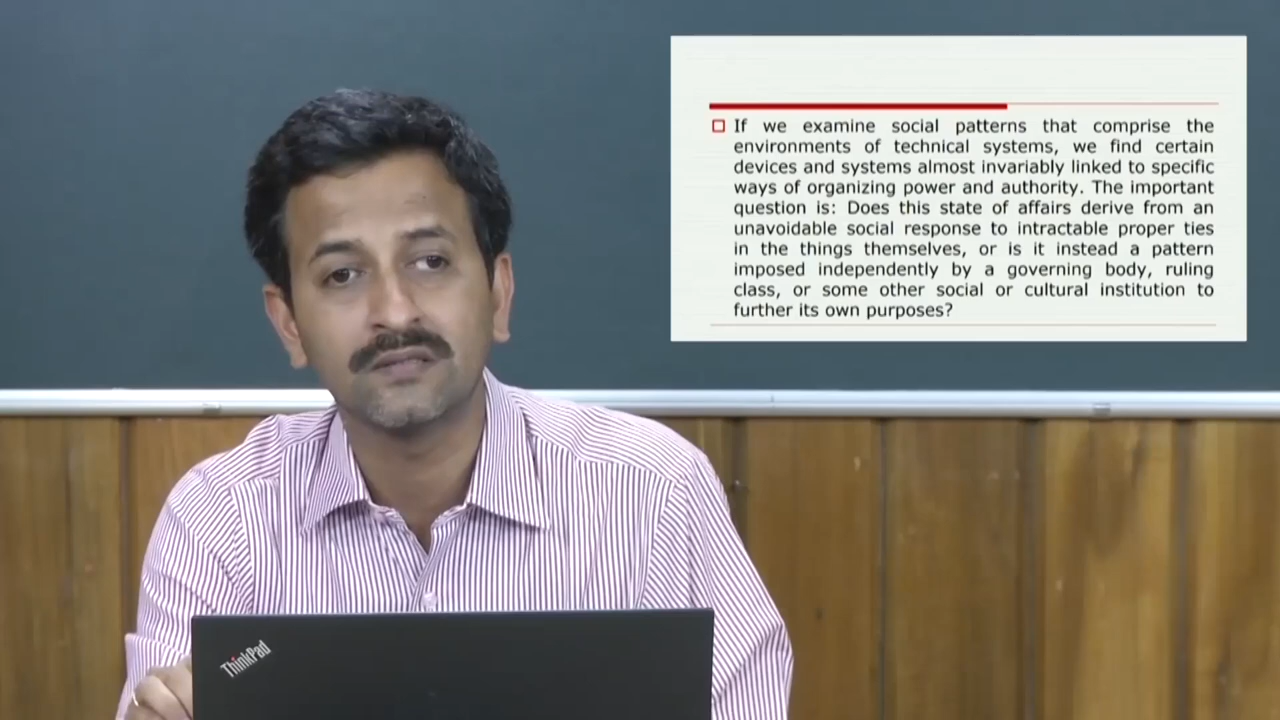 If we examine social patterns that comprise the
environments of technical systems, we find certain
devices and systems almost invariably linked to specific
ways of organizing power and authority. The important
question is: Does this state of affairs derive from an
unavoidable social response to intractable proper ties
in the things themselves, or is it instead a pattern
imposed independently by a governing body, ruling
class, or some other social or cultural institution to
further its own purposes?
ThinkPad